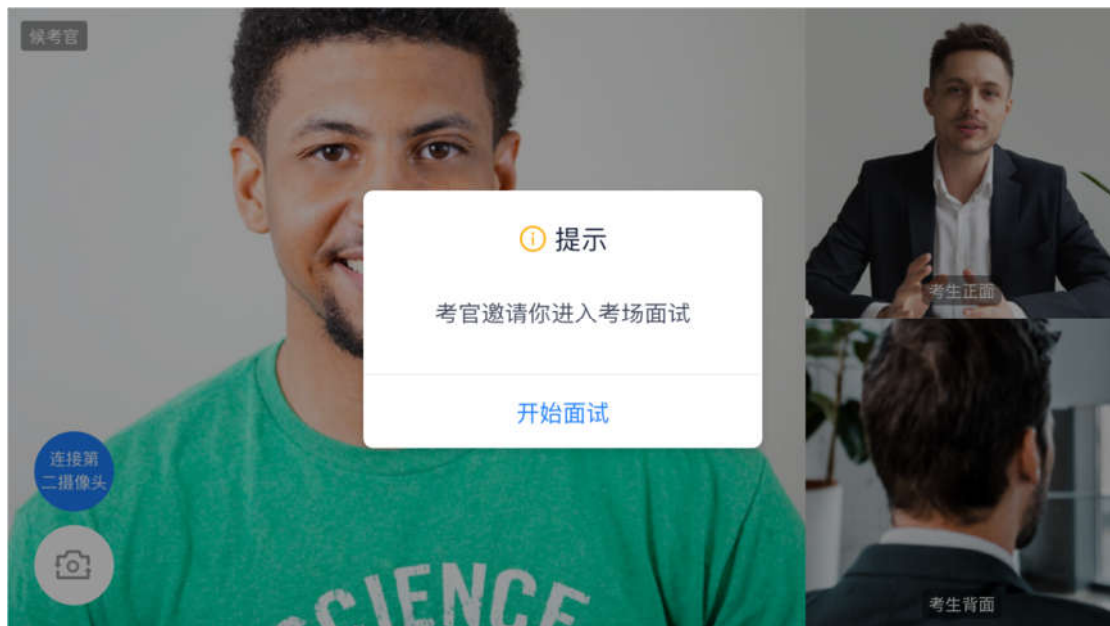 候考官
提示
考官邀请你进入考场面试
开始面试
考生正面
连接第
二摄像头
SCIENCE
考生背面